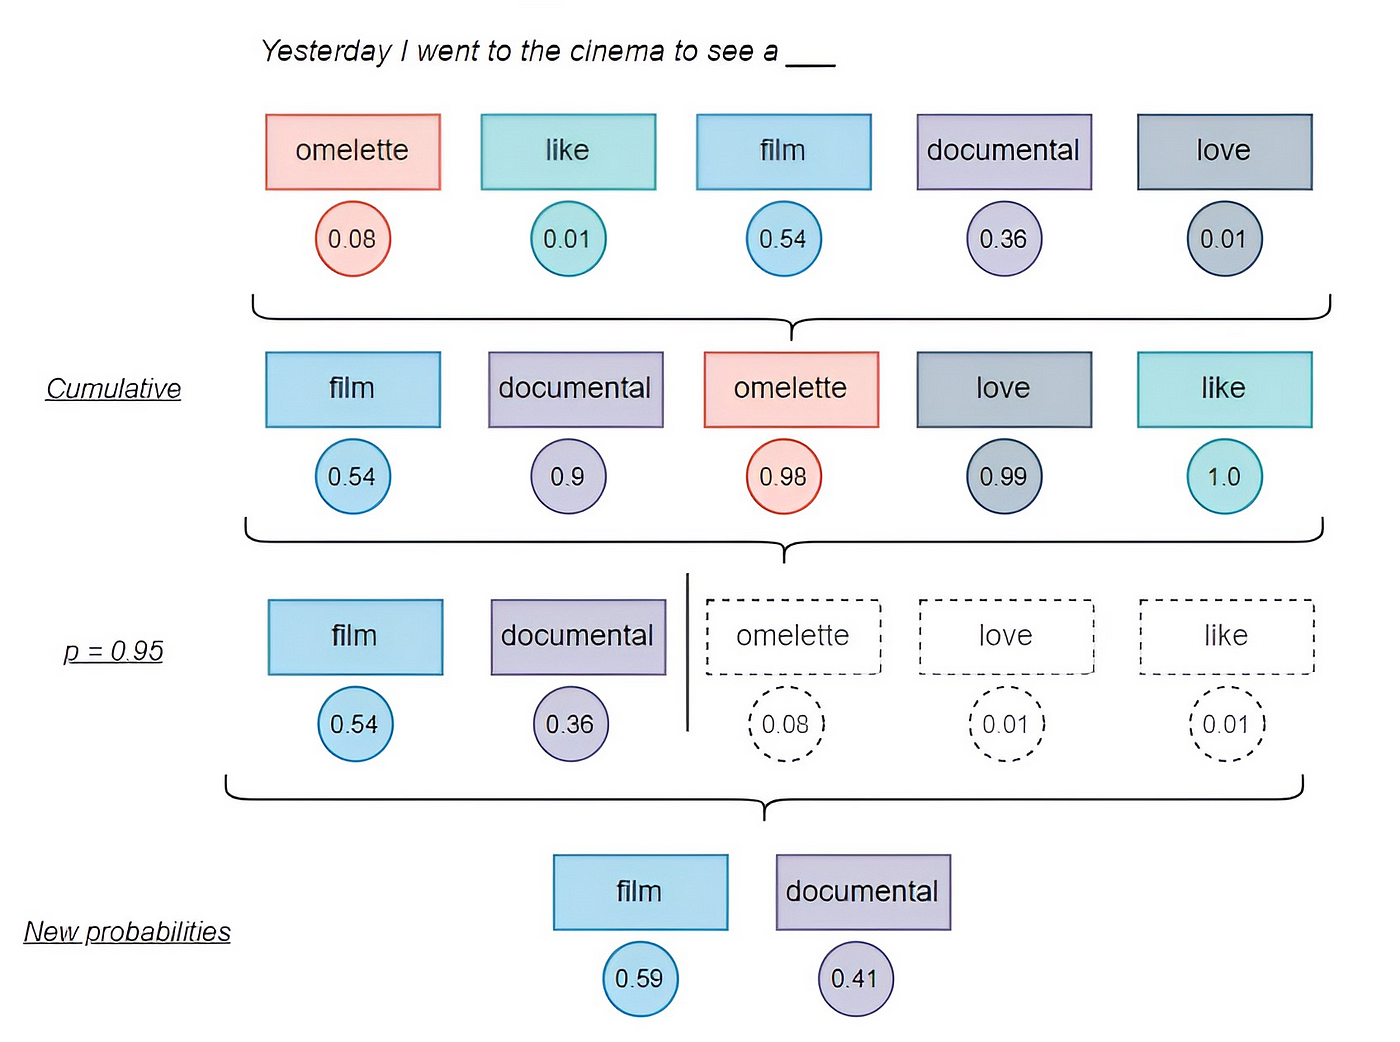 Yesterday I went to the cinema to see a ___
omelette like film documental love
0.08 0.01 0.54 0.36 0.01
Cumulative film documental omelette love like
0.54 0.9 0.98 0.99 1.0
p = 0.95 film documental omelette love like
0.54 0.36 0.08 0.01 0.01
New probabilities film documental
0.59 0.41